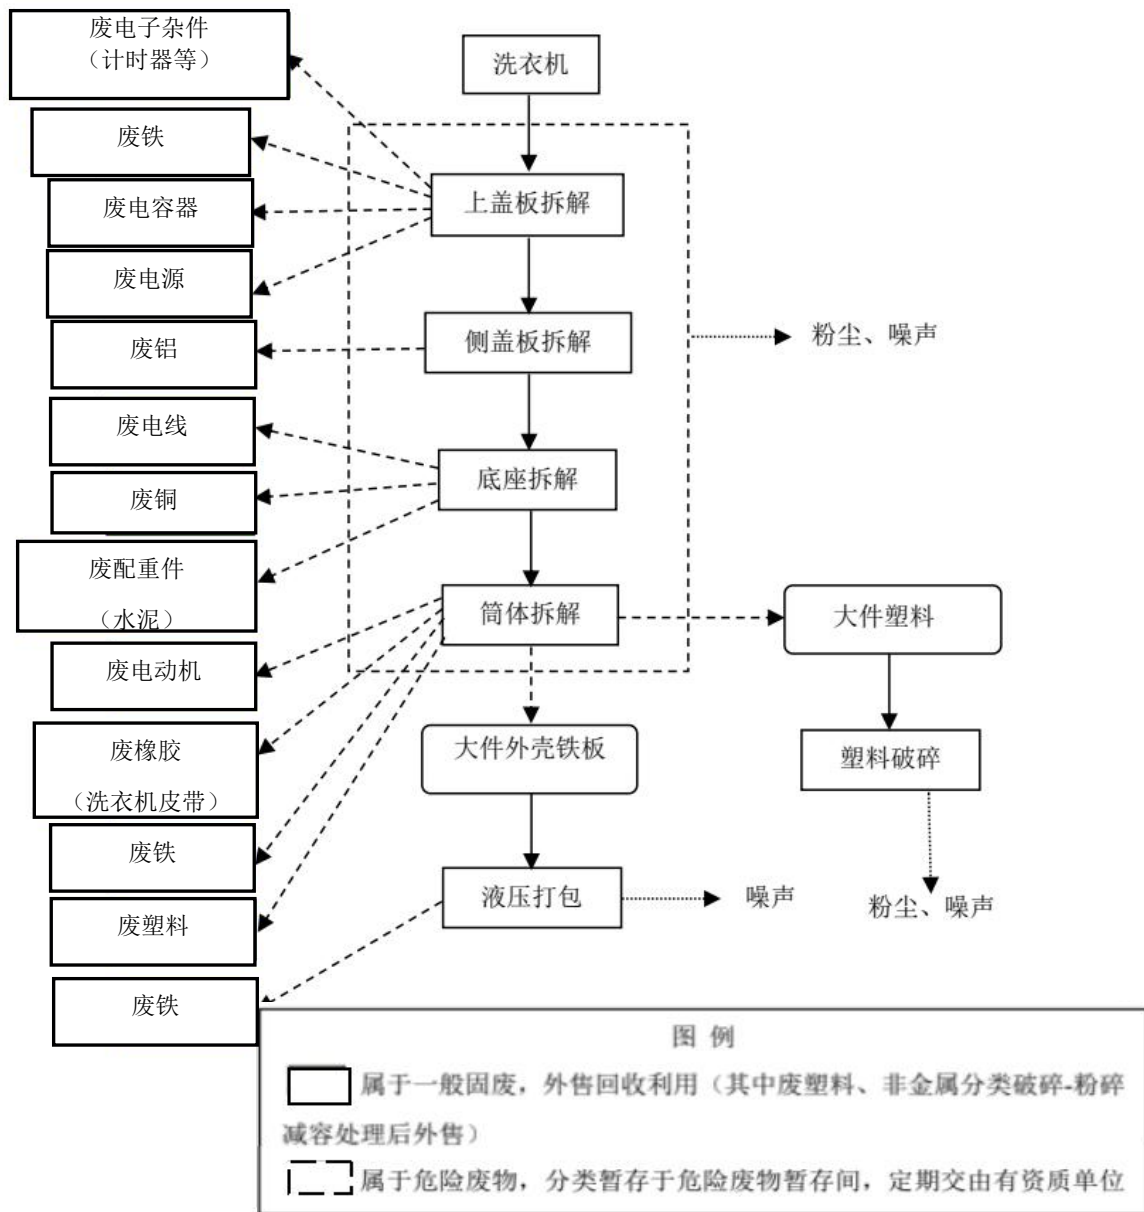 废电子杂件
（计时器等）
洗衣机
废铁
废电容器
上盖板拆解
废电源
废铝
侧盖板拆解
粉尘、噪声
废电线
底座拆解
废铜
废配重件
（水泥）
筒体拆解
大件塑料
废电动机
废橡胶
（洗衣机皮带）
大件外壳铁板
塑料破碎
废铁
废塑料
液压打包
噪声
粉尘、噪声
废铁
图 例
属于一般固废，外售回收利用（其中废塑料、非金属分类破碎-粉碎
减容处理后外售）
属于危险废物，分类暂存于危险废物暂存间，定期交由有资质单位